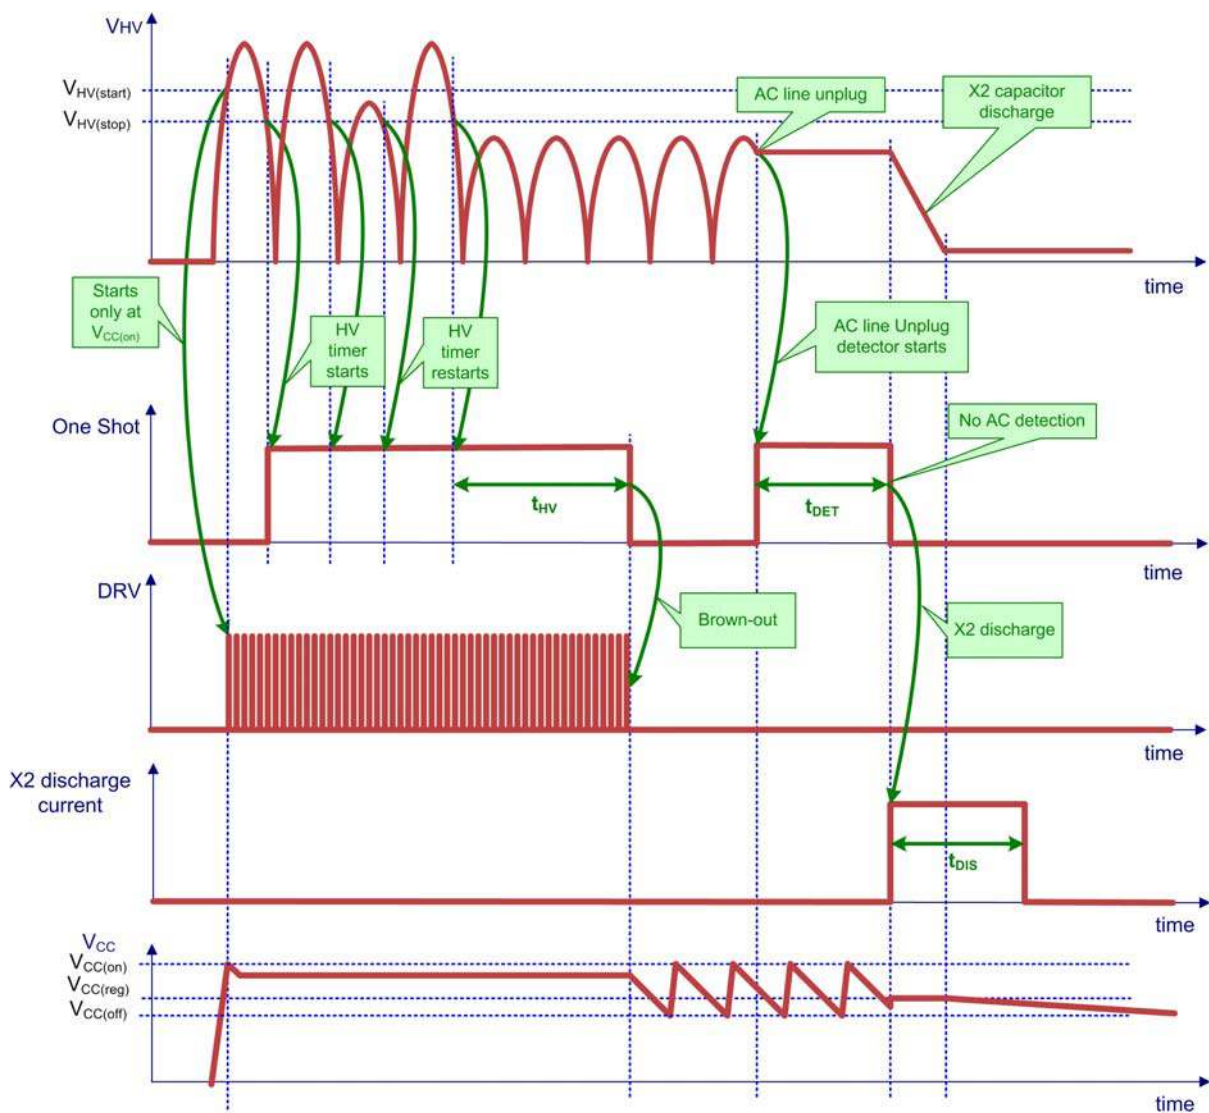 VHV
VHV(start)
VHV(stop)
AC line unplug
X2 capacitor
discharge
time
Starts
only at
VCC(on)
HV
timer
starts
HV
timer
restarts
AC line Unplug
detector starts
One Shot
No AC detection
tHV
tDET
time
DRV
Brown-out
X2 discharge
time
X2 discharge
current
tDIS
time
VCC
VCC(on)
VCC(reg)
VCC(off)
time